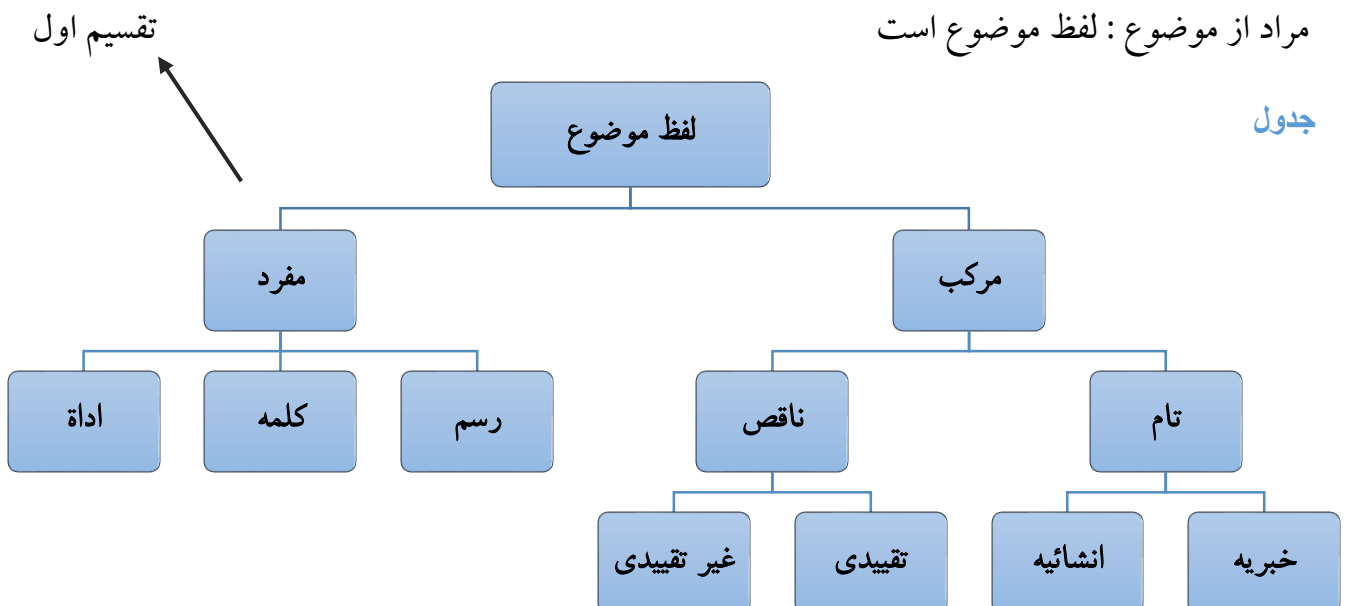 مراد از موضوع : لفظ موضوع است
تقسیم اول
جدول
لفظ موضوع
مرکب
مفرد
تام
ناقص
رسم
کلمه
اداة
خبریه
انشائیه
تقییدی
غیر تقییدی